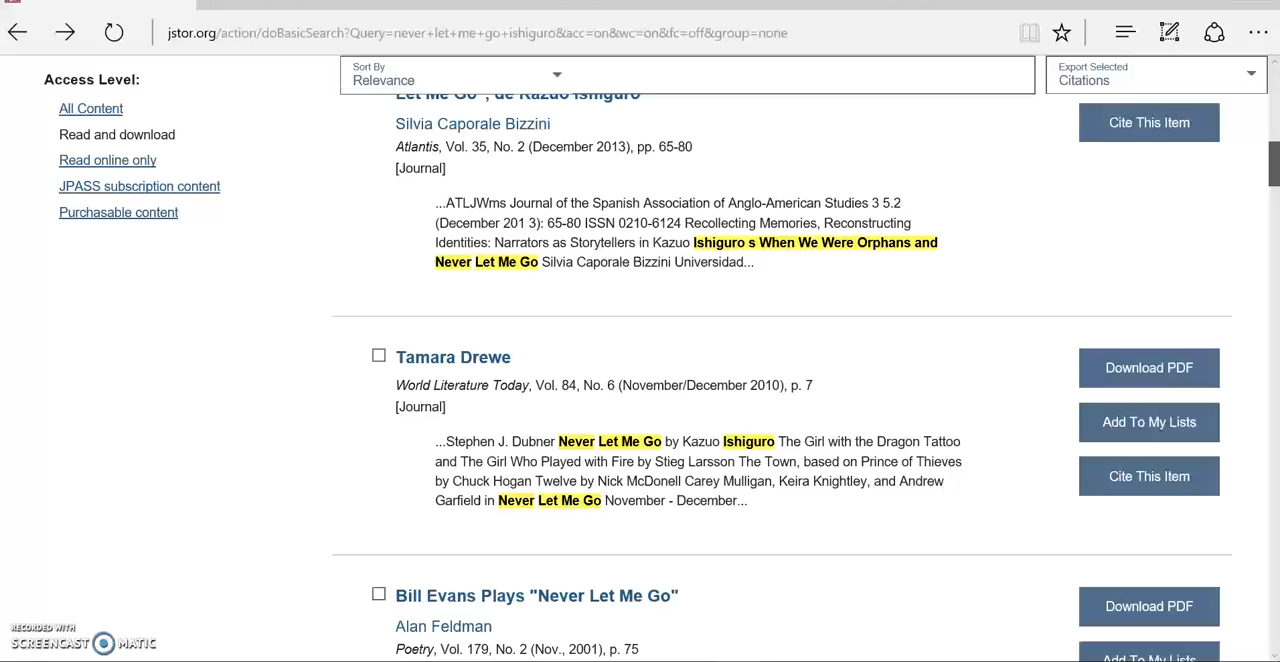 jstor.org/action/doBasicSearch?Query=never+let+me+go+ishiguro&acc=on&wc=on&fc=off&group=none
Access Level:
All Content
Read and download
Read online only
JPASS subscription content
Purchasable content
Sort By
Relevance
Export Selected
Citations
Let Me Go", de Kazuo Ishiguro
Silvia Caporale Bizzini
Atlantis, Vol. 35, No. 2 (December 2013), pp. 65-80
[Journal]
Cite This Item
...ATLJWms Journal of the Spanish Association of Anglo-American Studies 3 5.2
(December 201 3): 65-80 ISSN 0210-6124 Recollecting Memories, Reconstructing
Identities: Narrators as Storytellers in Kazuo Ishiguro s When We Were Orphans and
Never Let Me Go Silvia Caporale Bizzini Universidad...
Tamara Drewe
World Literature Today, Vol. 84, No. 6 (November/December 2010), p. 7
[Journal]
Download PDF
Add To My Lists
Cite This Item
...Stephen J. Dubner Never Let Me Go by Kazuo Ishiguro The Girl with the Dragon Tattoo
and The Girl Who Played with Fire by Stieg Larsson The Town, based on Prince of Thieves
by Chuck Hogan Twelve by Nick McDonell Carey Mulligan, Keira Knightley, and Andrew
Garfield in Never Let Me Go November - December...
Bill Evans Plays "Never Let Me Go"
Alan Feldman
Poetry, Vol. 179, No. 2 (Nov., 2001), p. 75
Download PDF
Add To My Lists
RECORDED WITH
SCREENCAST MATIC